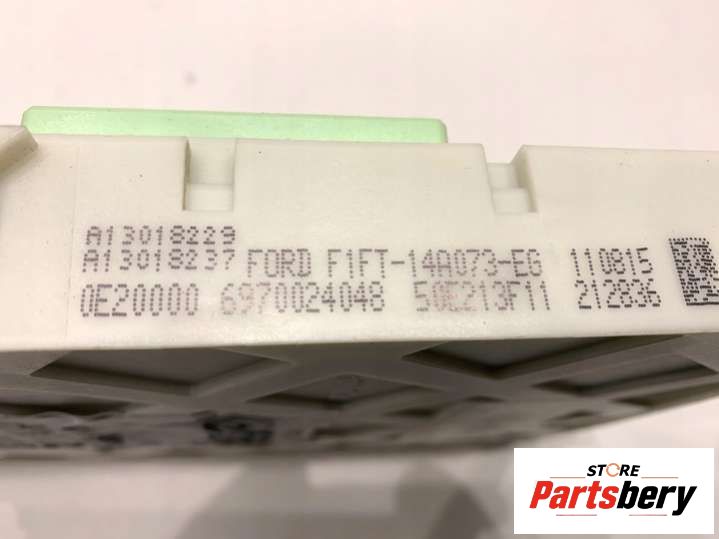 A13018229
A13018237 FORD F1FT-14A073-EG 110815
0E20000 6970024048 50E213F11 212836
STORE
Partsbery